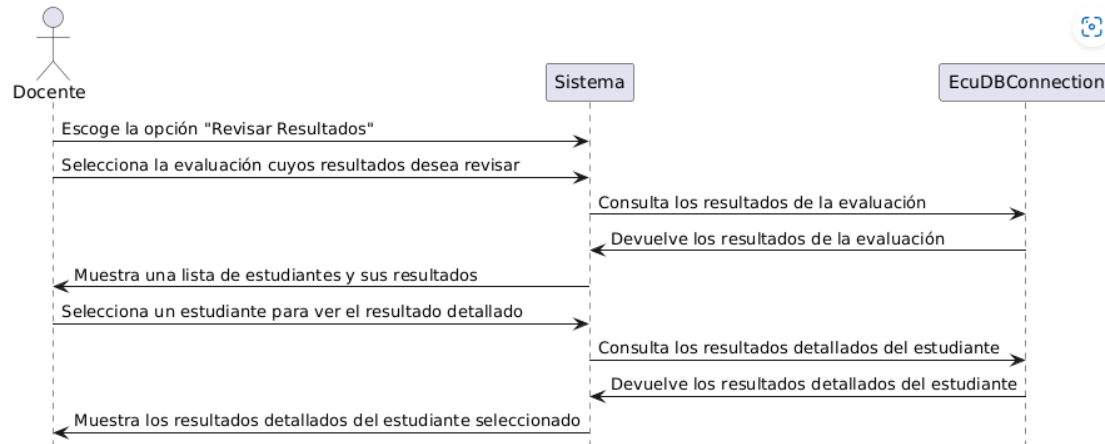 Docente
Sistema
EcuDBConnection
Escoge la opción "Revisar Resultados"
Selecciona la evaluación cuyos resultados desea revisar
Consulta los resultados de la evaluación
Devuelve los resultados de la evaluación
Muestra una lista de estudiantes y sus resultados
Selecciona un estudiante para ver el resultado detallado
Consulta los resultados detallados del estudiante
Devuelve los resultados detallados del estudiante
Muestra los resultados detallados del estudiante seleccionado